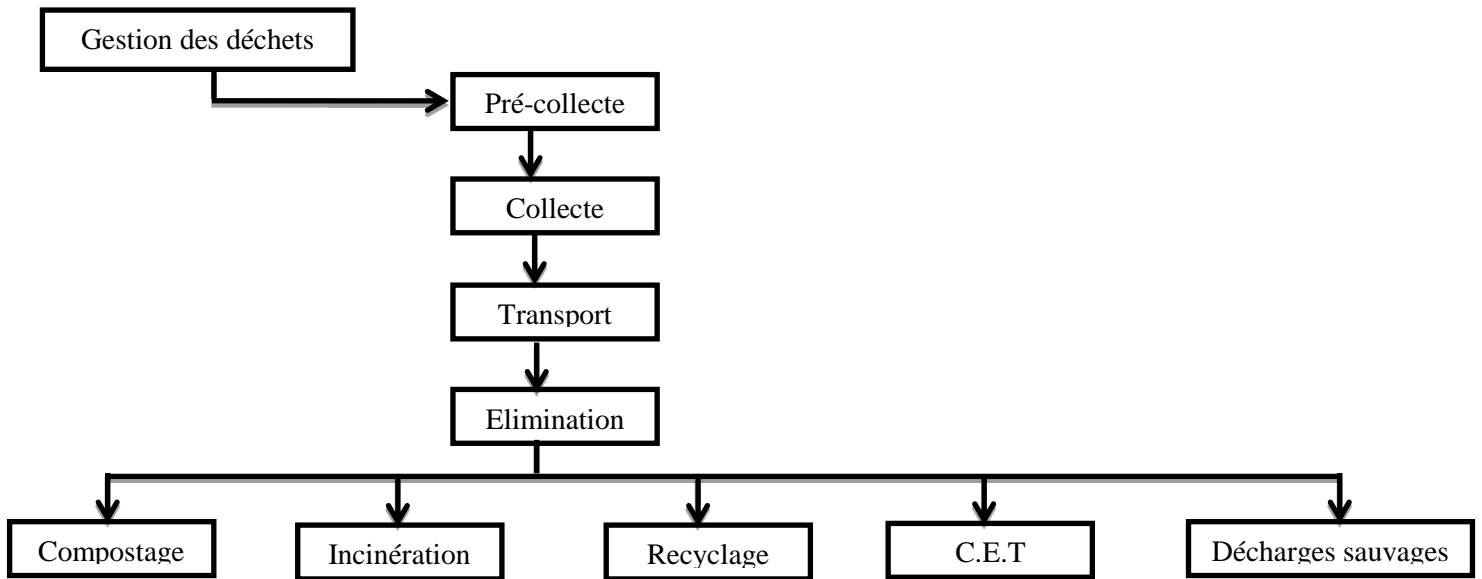 Gestion des déchets
Pré-collecte
Collecte
Transport
Elimination
Compostage
Incinération
Recyclage
C.E.T
Décharges sauvages